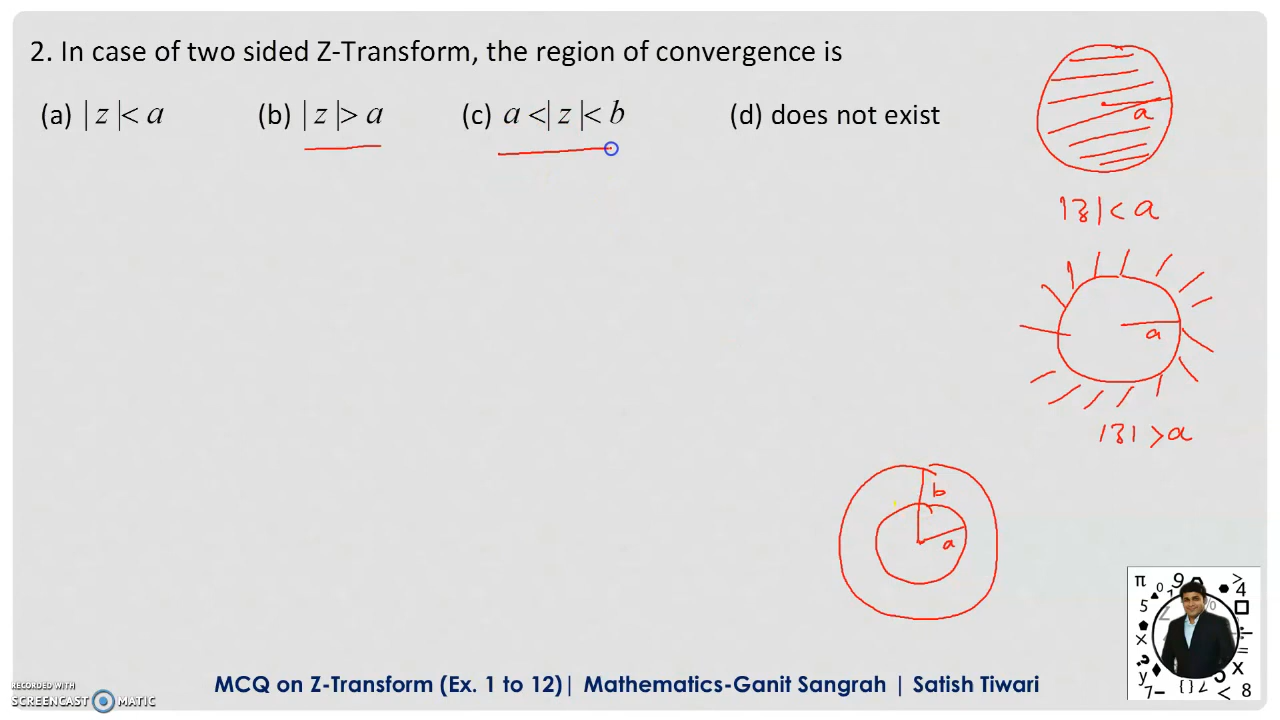 2. In case of two sided Z-Transform, the region of convergence is
(a) | z |< a (b) | z |> a (c) a <| z |< b (d) does not exist
a
|z|< a
a
|z| >a
b
a
MCQ on Z-Transform (Ex. 1 to 12)| Mathematics-Ganit Sangrah | Satish Tiwari
RECORDED WITH
SCREENCAST MATIC